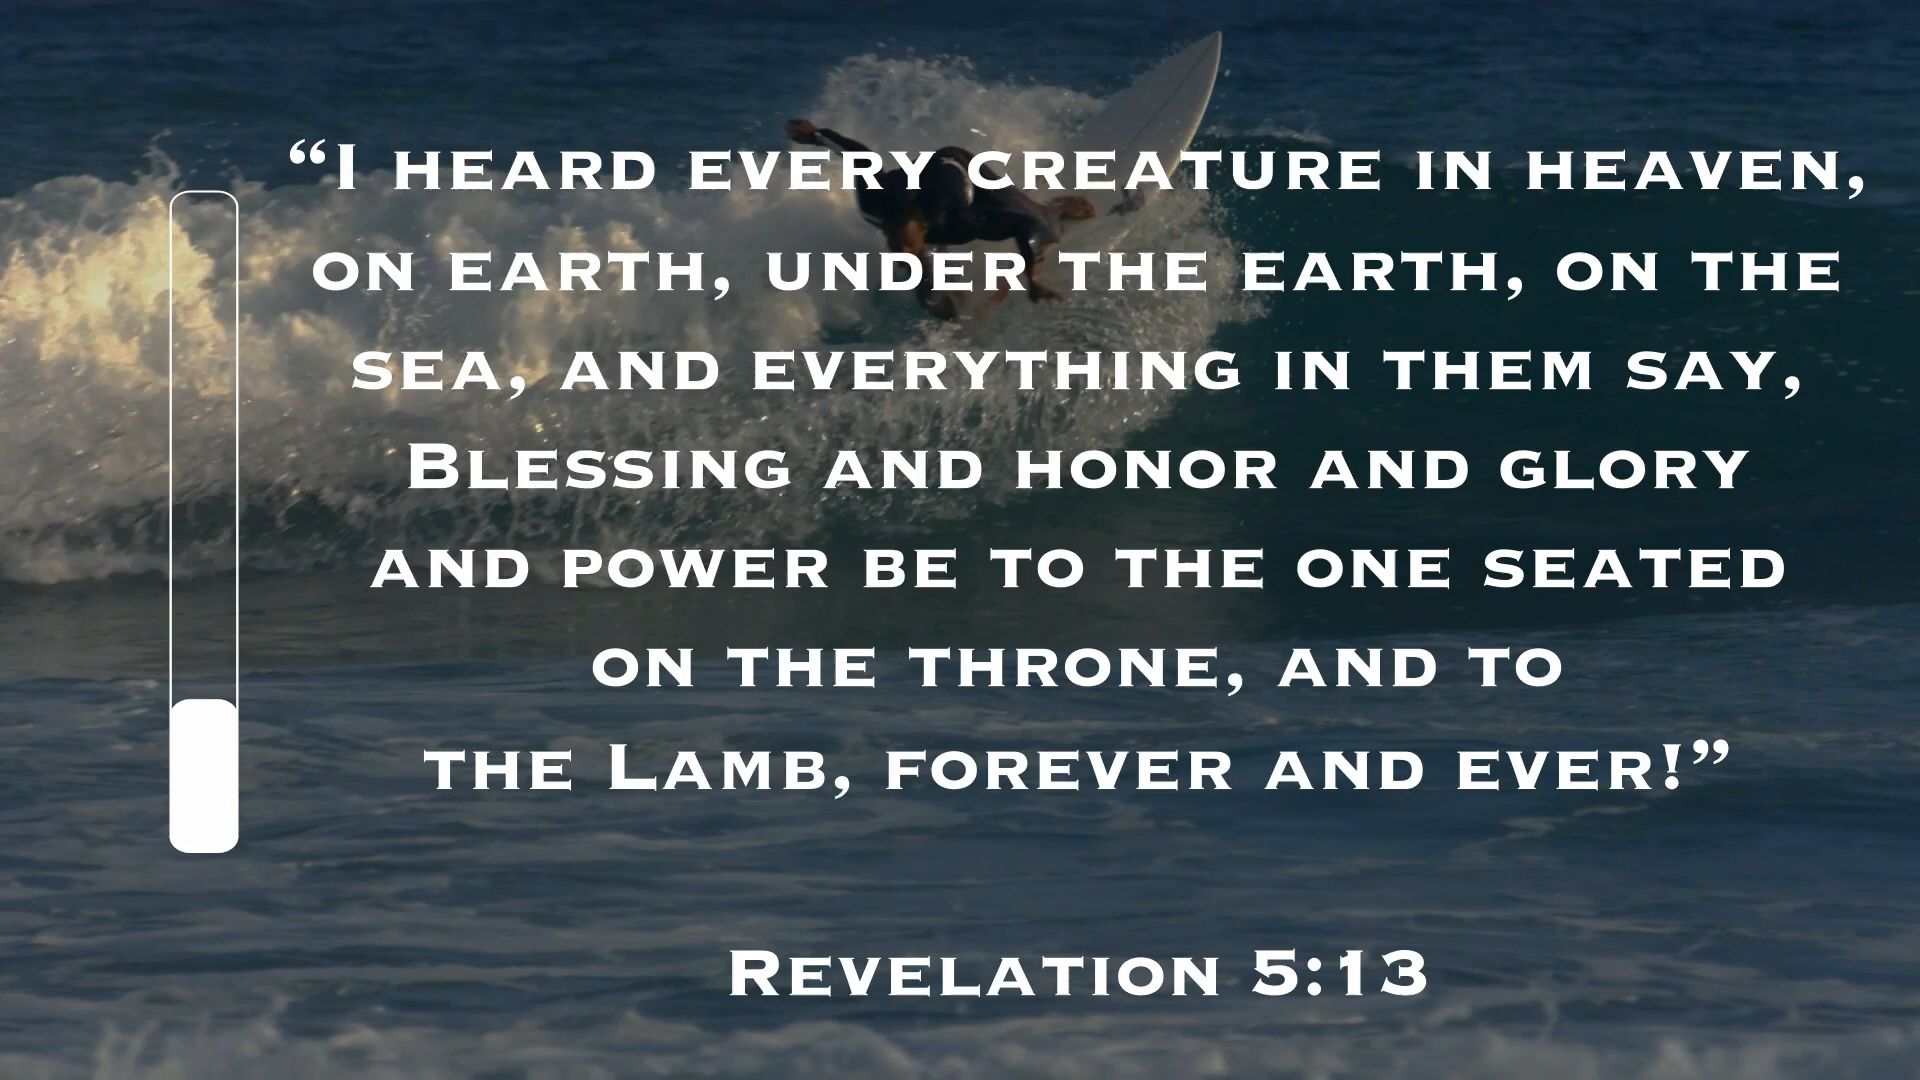 “I heard every creature in heaven,
on earth, under the earth, on the
sea, and everything in them say,
Blessing and honor and glory
and power be to the one seated
on the throne, and to
the Lamb, forever and ever!”
Revelation 5:13